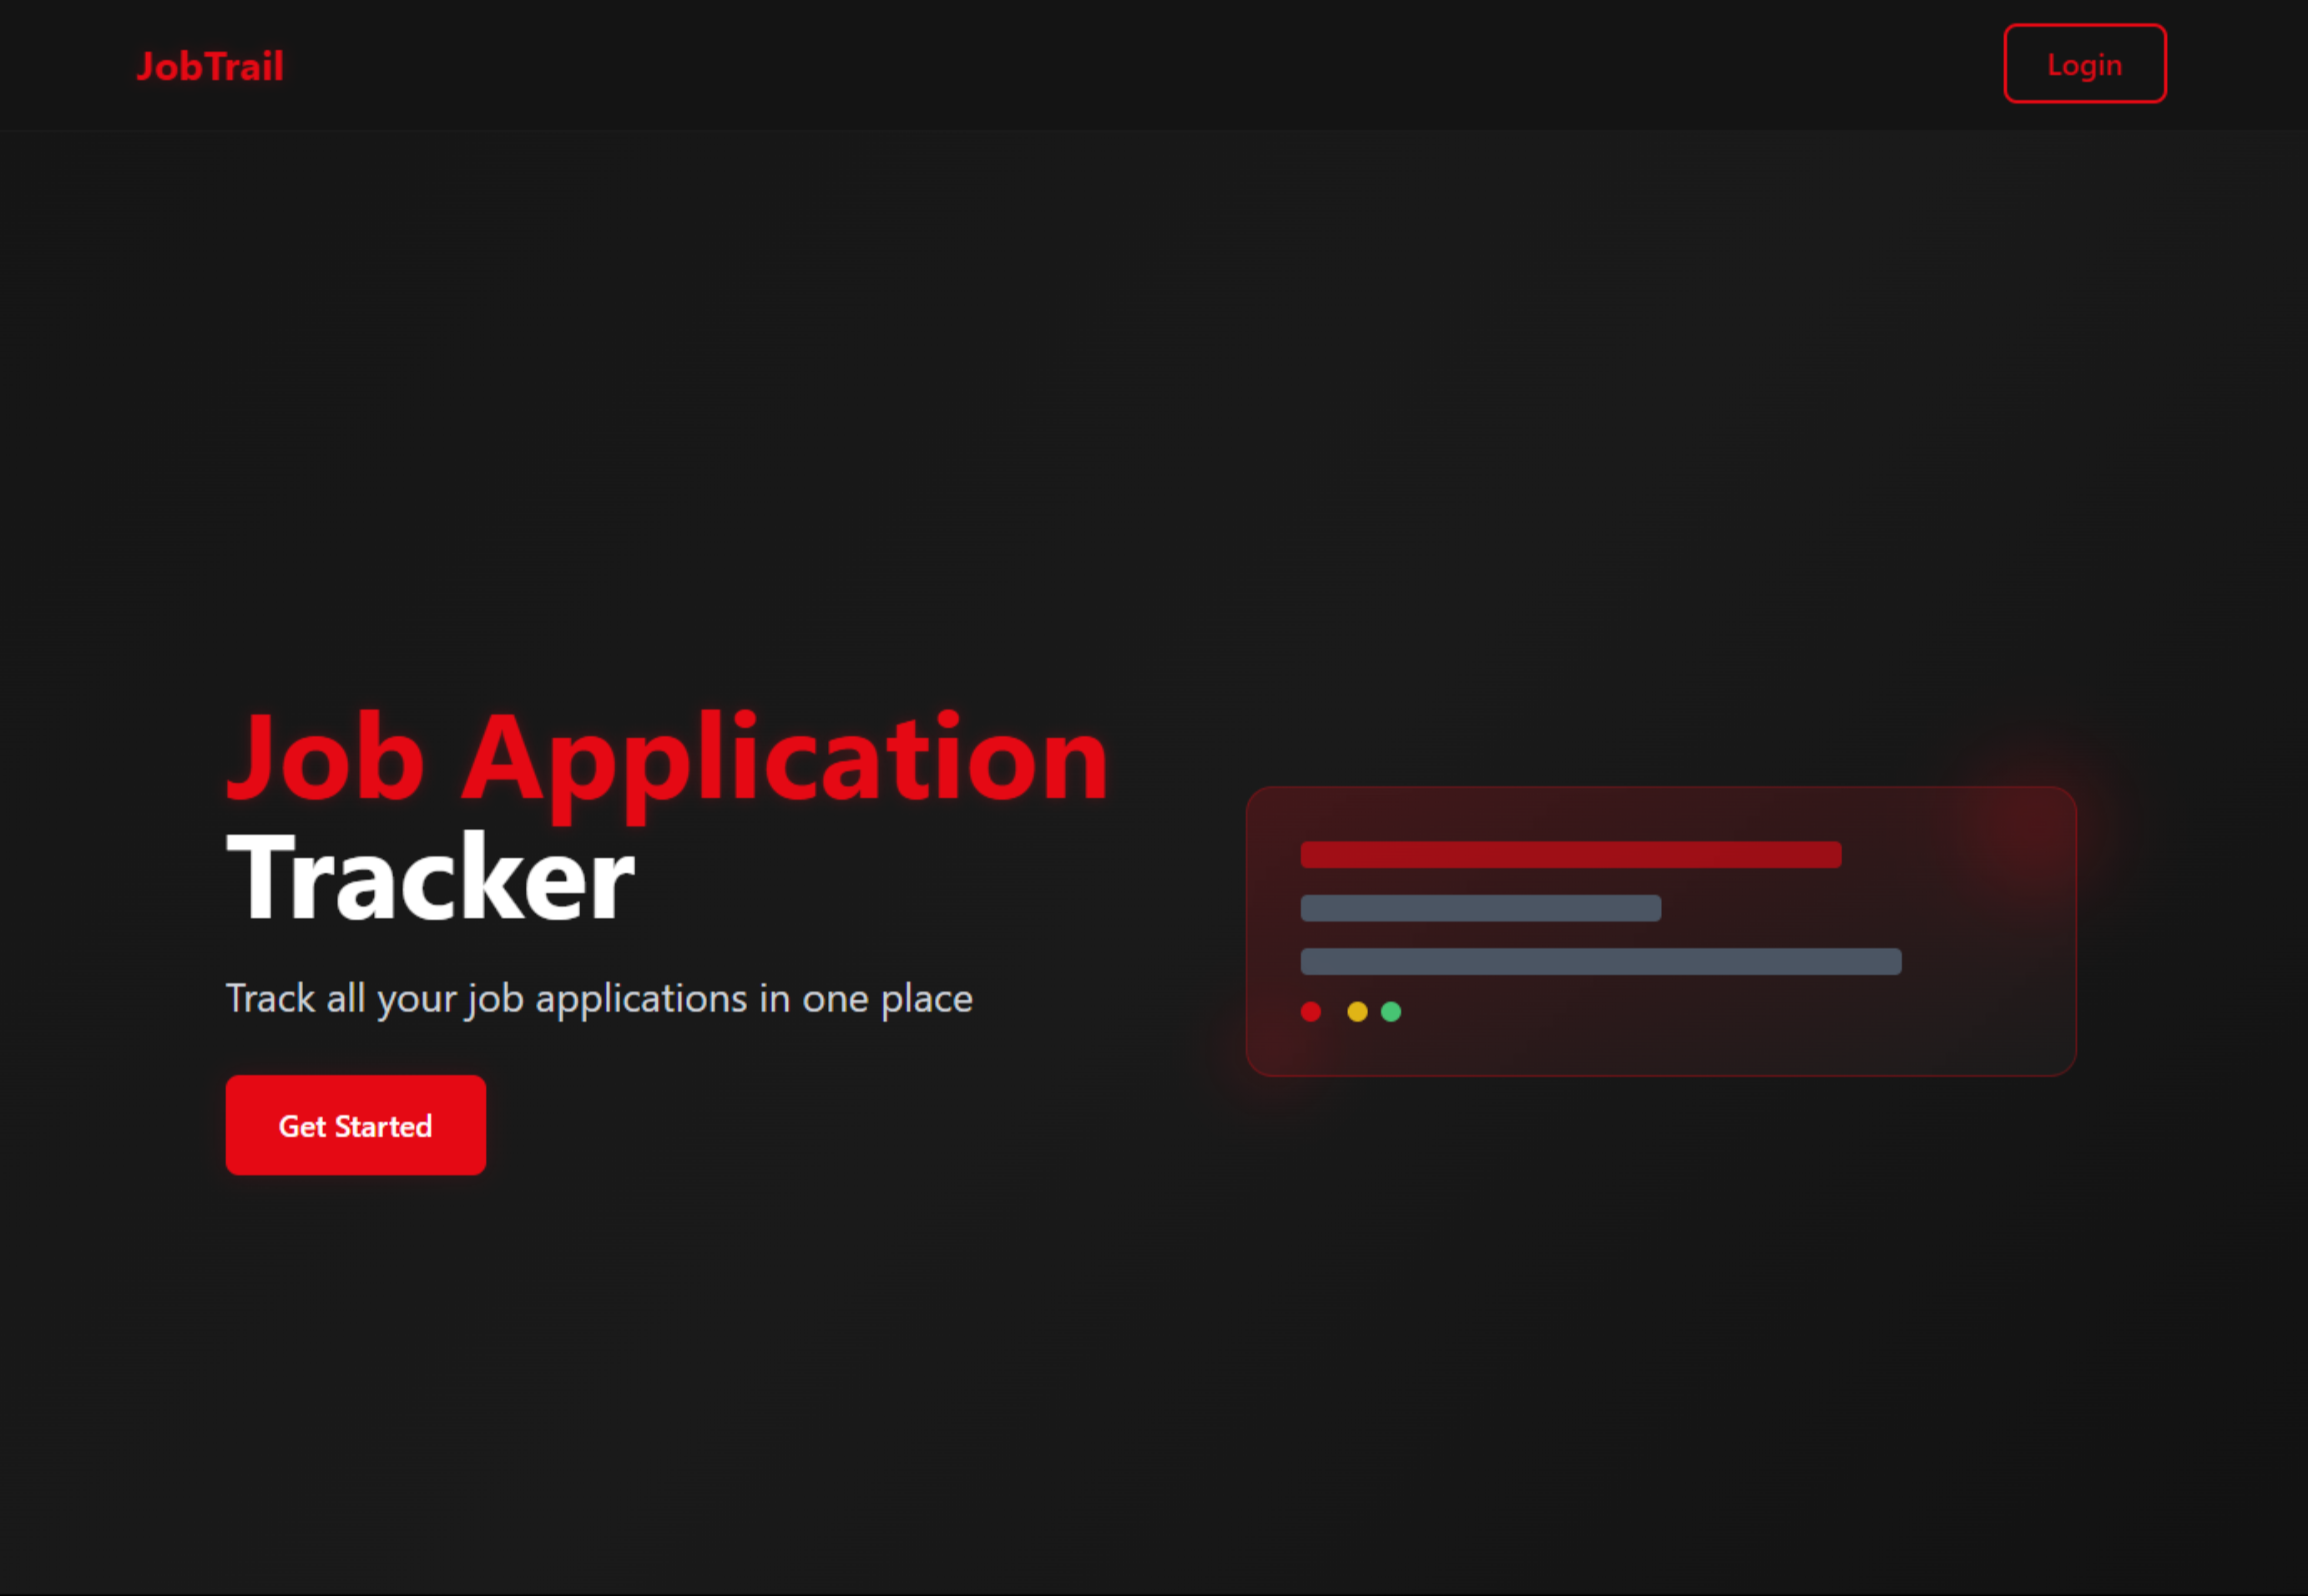 JobTrail
Login
Job Application
Tracker
Track all your job applications in one place
Get Started